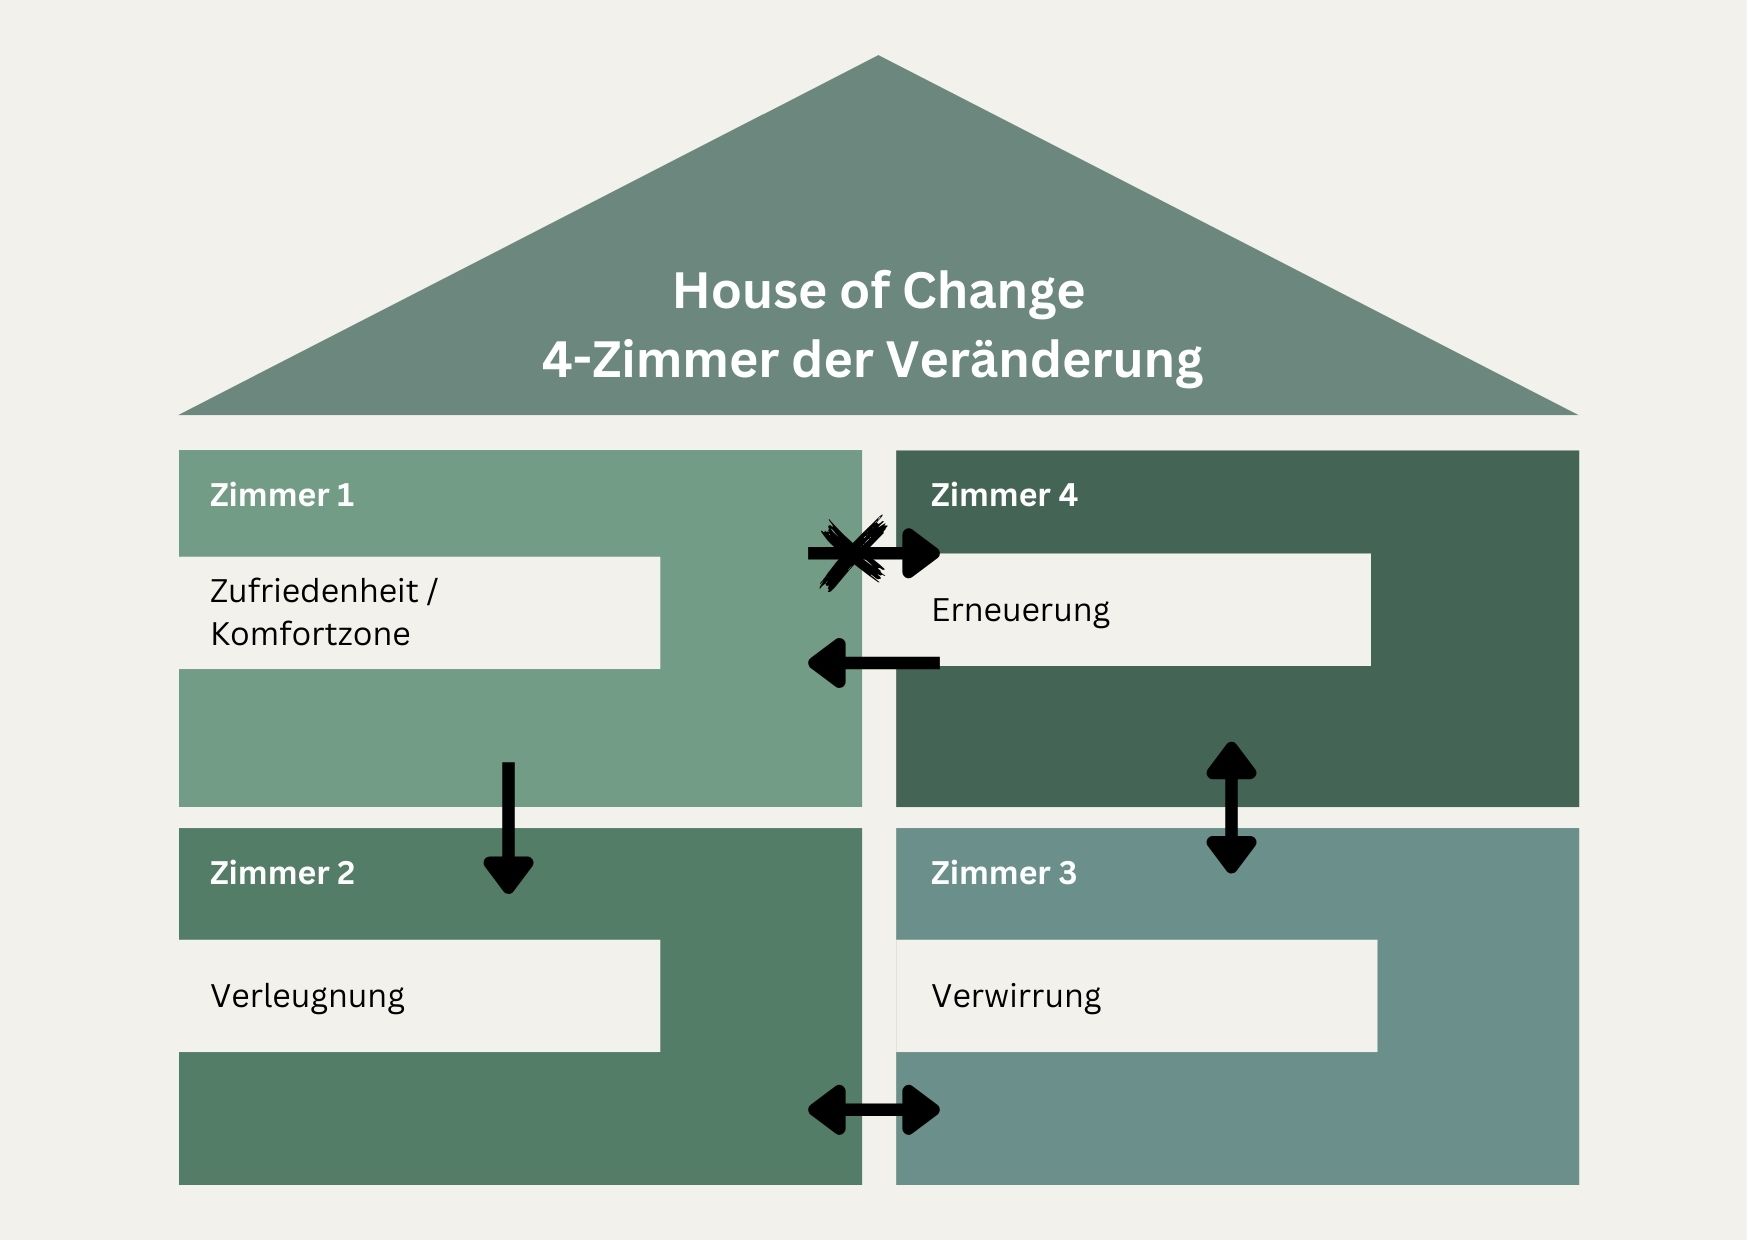 House of Change
4-Zimmer der Veränderung
Zimmer 1
Zufriedenheit /
Komfortzone
Zimmer 4
Erneuerung
Zimmer 2
Verleugnung
Zimmer 3
Verwirrung